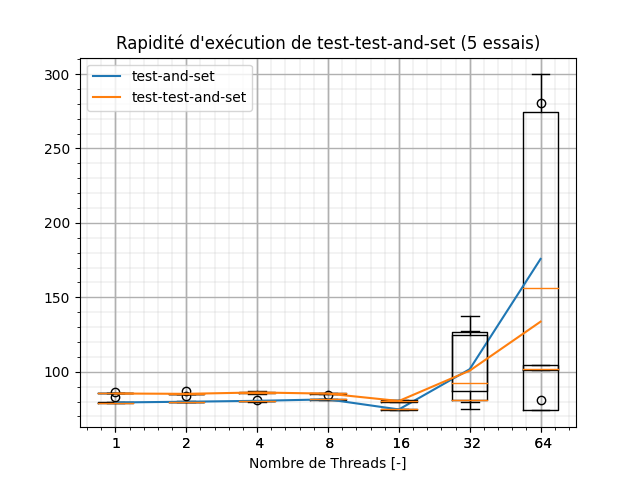 Rapidité d'exécution de test-test-and-set (5 essais)
test-and-set
test-test-and-set
300
250
200
150
100
1 2 4 8 16 32 64
Nombre de Threads [-]